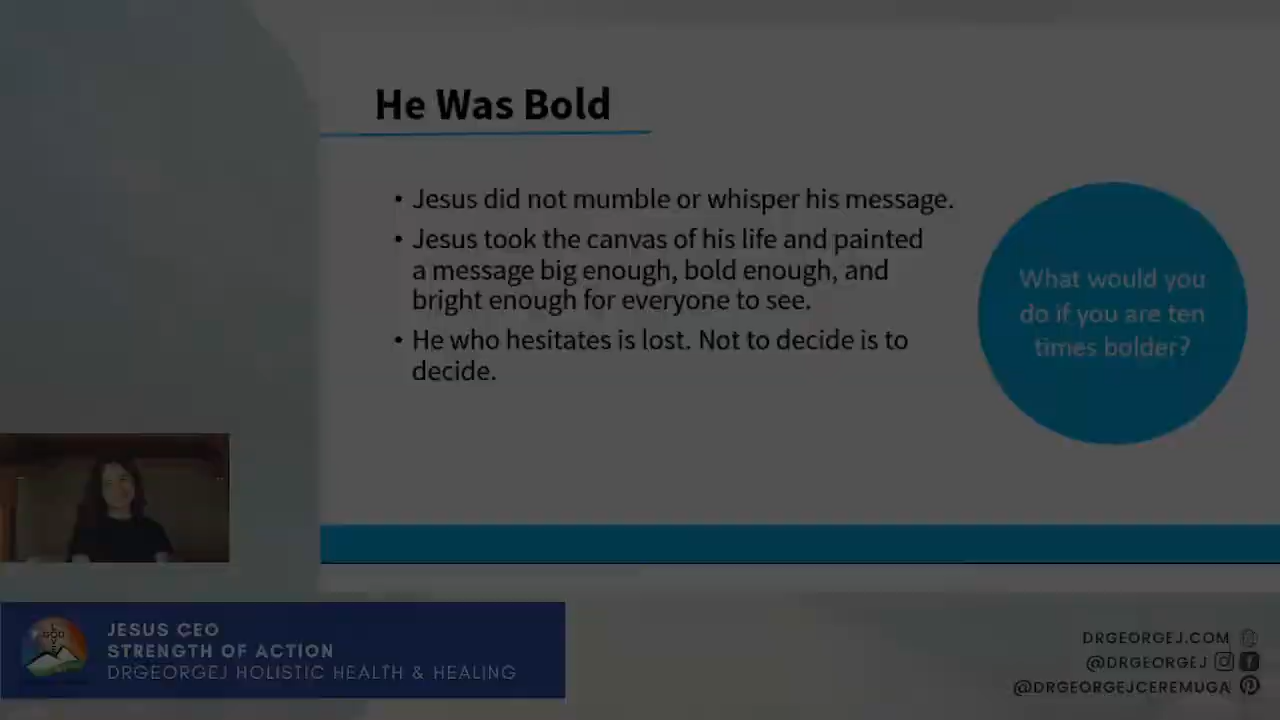 He Was Bold
• Jesus did not mumble or whisper his message.
• Jesus took the canvas of his life and painted
a message big enough, bold enough, and
bright enough for everyone to see.
• He who hesitates is lost. Not to decide is to
decide.
What would you
do if you are ten
times bolder?
JESUS CEO
STRENGTH OF ACTION
DRGEORGEJ HOLISTIC HEALTH & HEALING
DRGEORGEJ.COM
@DRGEORGEJ
@DRGEORGEJCEREMUGA